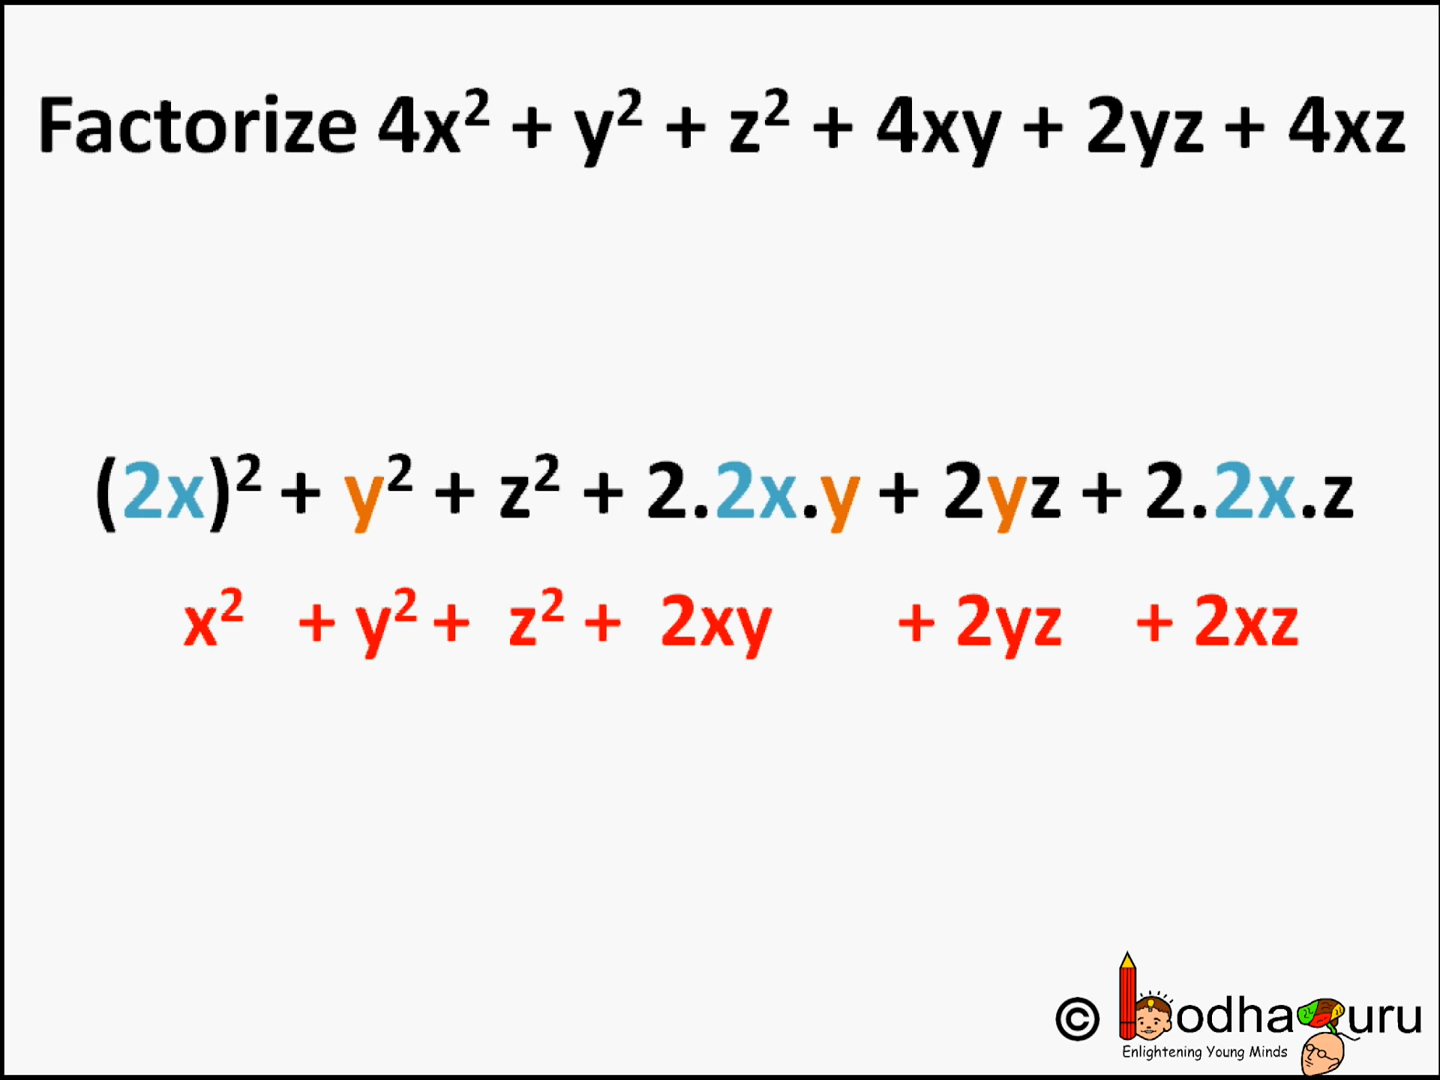 Factorize 4x² + y² + z² + 4xy + 2yz + 4xz
(2x)² + y² + z² + 2.2x.y + 2yz + 2.2x.z
x² + y² + z² + 2xy + 2yz + 2xz
© bodhaguru
Enlightening Young Minds